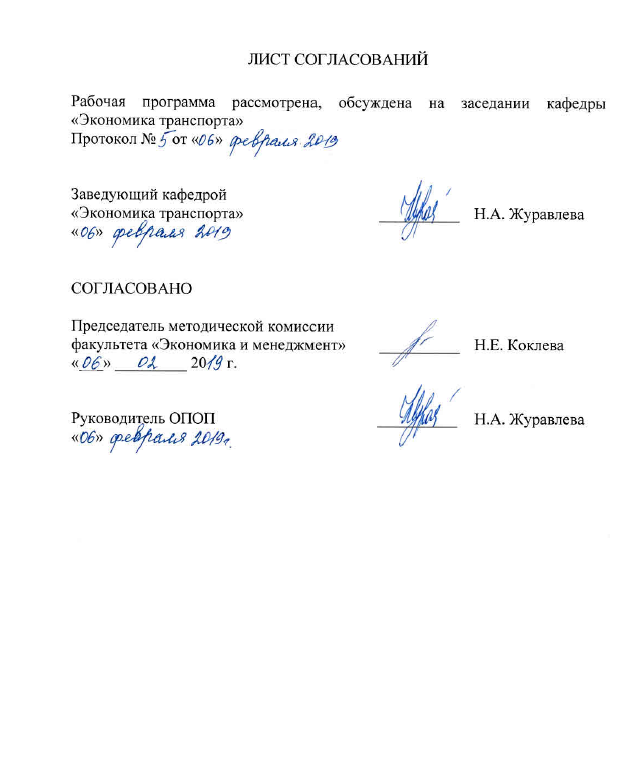 ЛИСТ СОГЛАСОВАНИЙ
Рабочая программа рассмотрена, обсуждена на заседании кафедры
«Экономика транспорта»
Протокол № 5 от «06» февраля 2019
Заведующий кафедрой
«Экономика транспорта» Н.А. Журавлева
«06» февраля 2019
СОГЛАСОВАНО
Председатель методической комиссии
факультета «Экономика и менеджмент» Н.Е. Коклева
«06» 02 2019 г.
Руководитель ОПОП Н.А. Журавлева
«06» февраля 2019г.